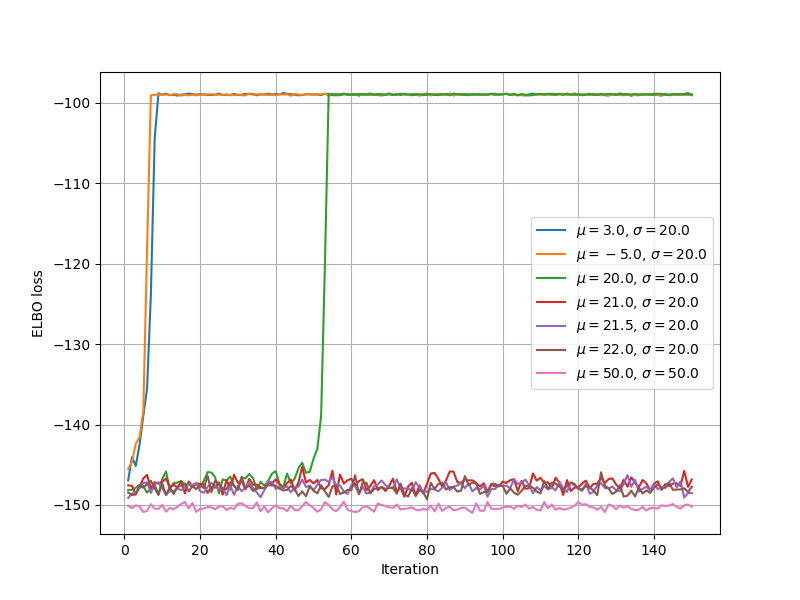 ELBO loss
−100
−110
−120
−130
−140
−150
μ = 3.0, σ = 20.0
μ = − 5.0, σ = 20.0
μ = 20.0, σ = 20.0
μ = 21.0, σ = 20.0
μ = 21.5, σ = 20.0
μ = 22.0, σ = 20.0
μ = 50.0, σ = 50.0
0 20 40 60 80 100 120 140
Iteration